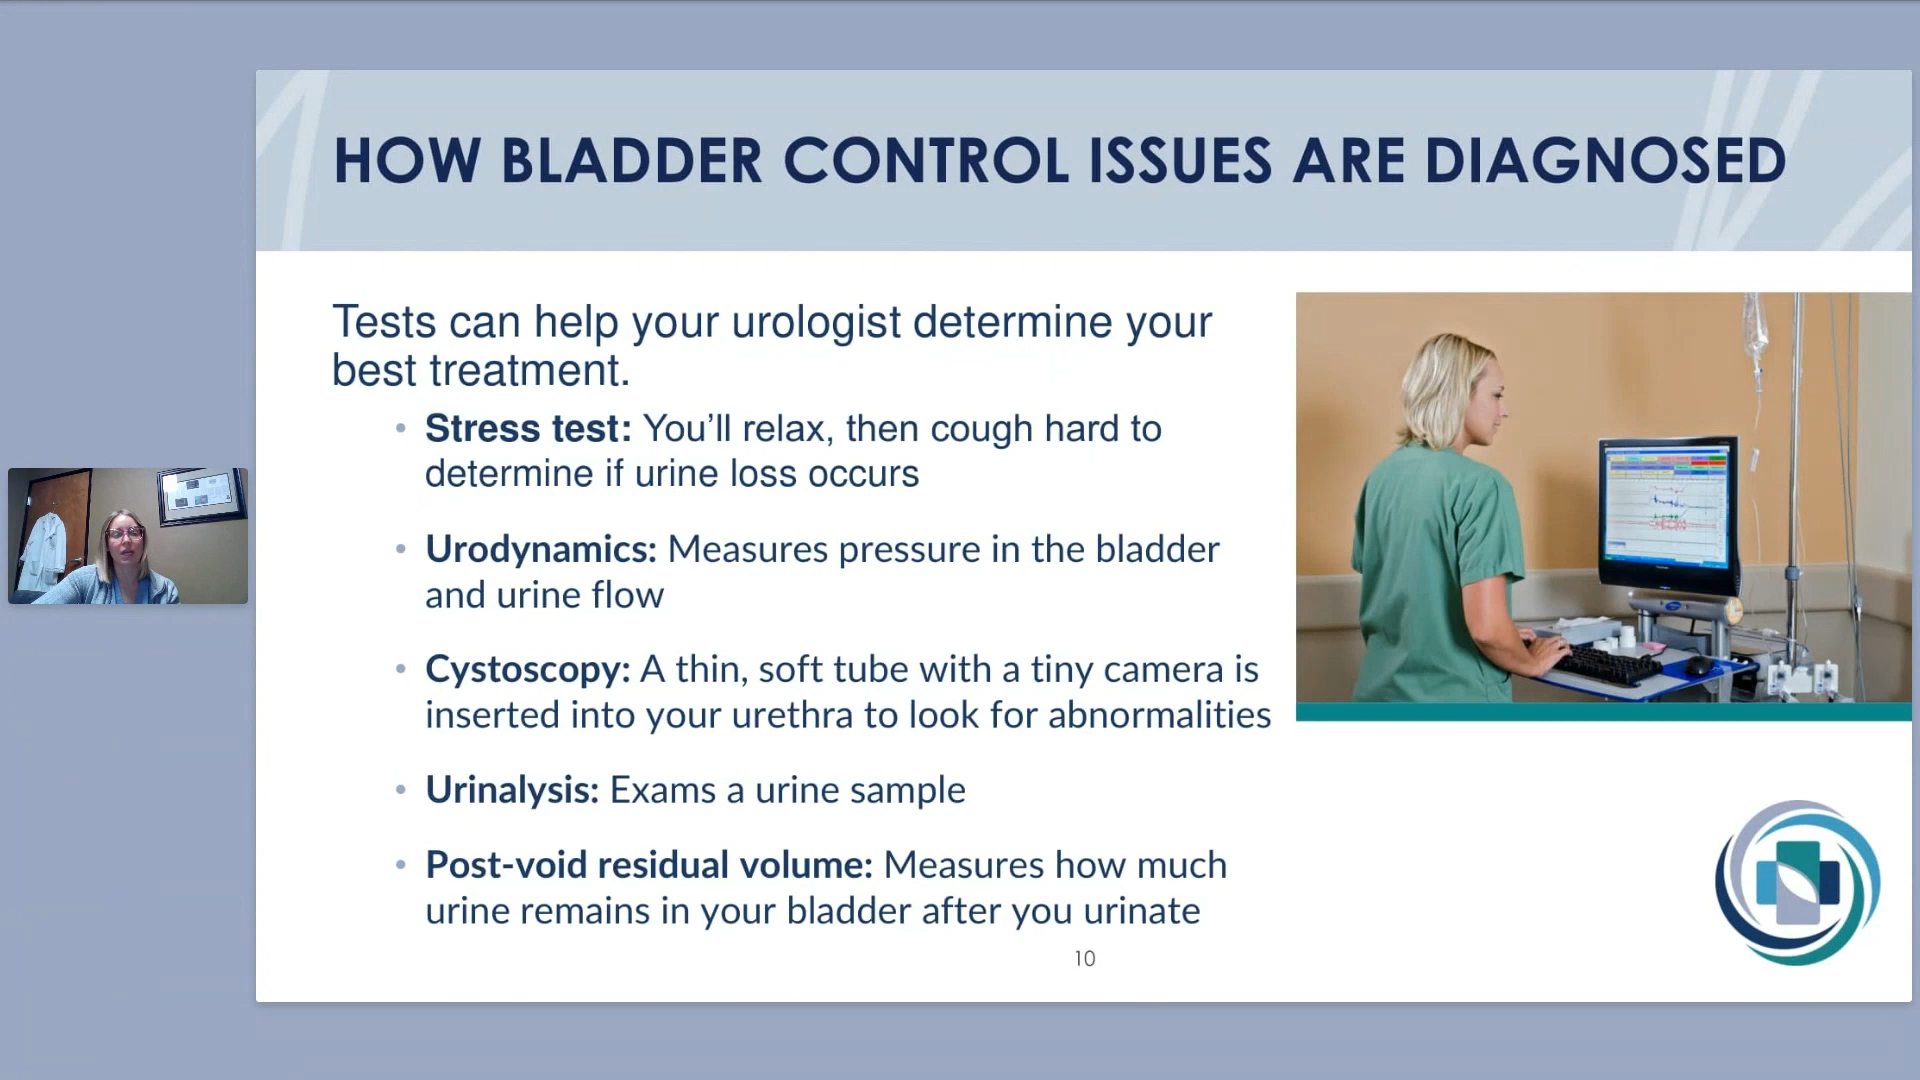 HOW BLADDER CONTROL ISSUES ARE DIAGNOSED
Tests can help your urologist determine your
best treatment.
• Stress test: You’ll relax, then cough hard to
determine if urine loss occurs
• Urodynamics: Measures pressure in the bladder
and urine flow
• Cystoscopy: A thin, soft tube with a tiny camera is
inserted into your urethra to look for abnormalities
• Urinalysis: Exams a urine sample
• Post-void residual volume: Measures how much
urine remains in your bladder after you urinate
10